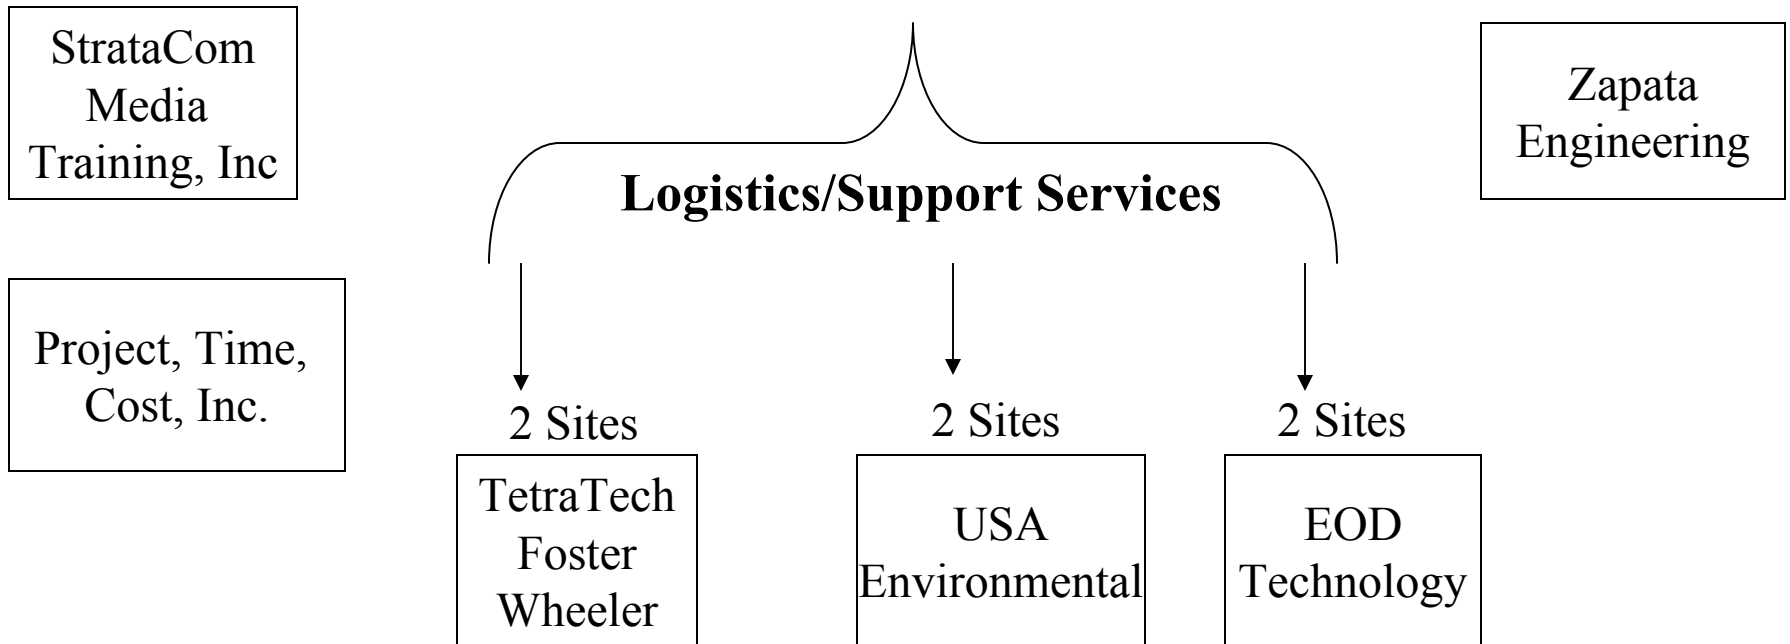 StrataCom
Media
Training, Inc
Zapata
Engineering
Logistics/Support Services
Project, Time,
Cost, Inc.
2 Sites
2 Sites
2 Sites
TetraTech
Foster
Wheeler
USA
Environmental
EOD
Technology